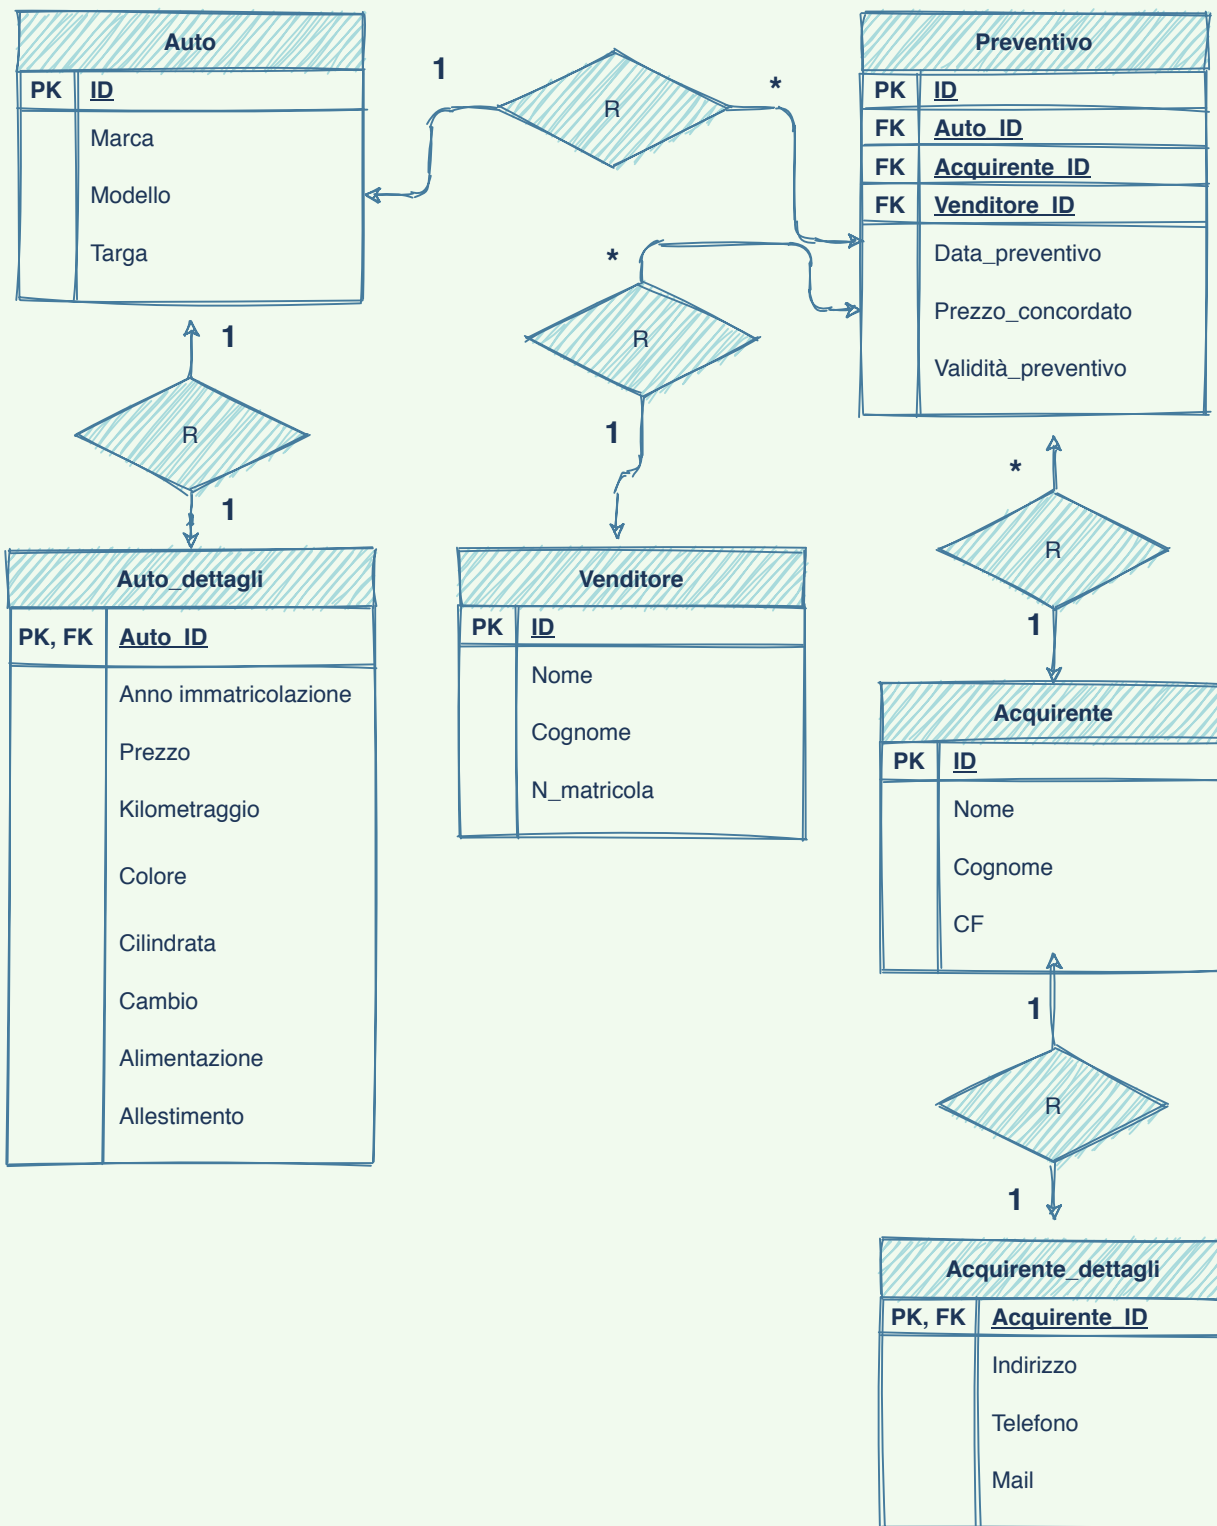 Auto
PK ID
Marca
Modello
Targa
1
R
*
Preventivo
PK ID
FK Auto_ID
FK Acquirente_ID
FK Venditore_ID
Data_preventivo
Prezzo_concordato
Validità_preventivo
*
R
1
1
R
1
Auto_dettagli
PK, FK Auto_ID
Anno immatricolazione
Prezzo
Kilometraggio
Colore
Cilindrata
Cambio
Alimentazione
Allestimento
Venditore
PK ID
Nome
Cognome
N_matricola
*
R
1
Acquirente
PK ID
Nome
Cognome
CF
1
R
1
Acquirente_dettagli
PK, FK Acquirente_ID
Indirizzo
Telefono
Mail